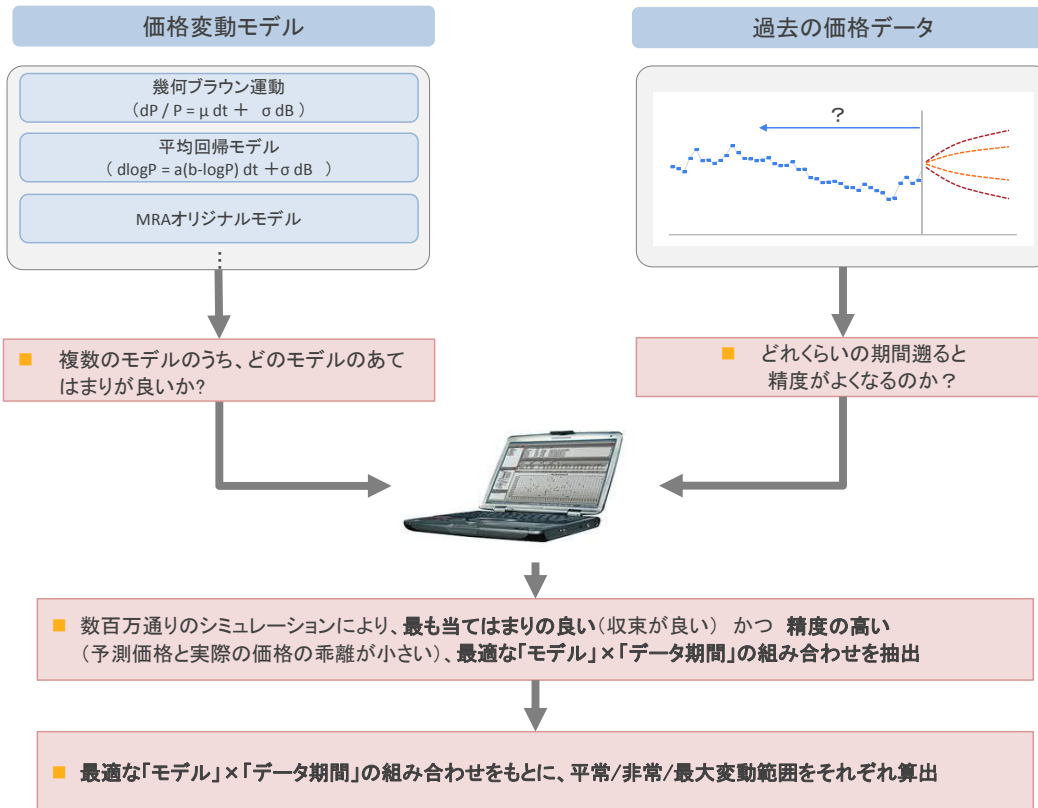 価格変動モデル
幾何ブラウン運動
（dP / P = μ dt ＋ σ dB ）
平均回帰モデル
（ dlogP = a(b-logP) dt ＋σ dB ）
MRAオリジナルモデル
⋮
■ 複数のモデルのうち、どのモデルのあて
はまりが良いか?
過去の価格データ
?
■ どれくらいの期間遡ると
精度がよくなるのか？
■ 数百万通りのシミュレーションにより、最も当てはまりの良い（収束が良い） かつ 精度の高い
（予測価格と実際の価格の乖離が小さい）、最適な「モデル」×「データ期間」の組み合わせを抽出
■ 最適な「モデル」×「データ期間」の組み合わせをもとに、平常/非常/最大変動範囲をそれぞれ算出